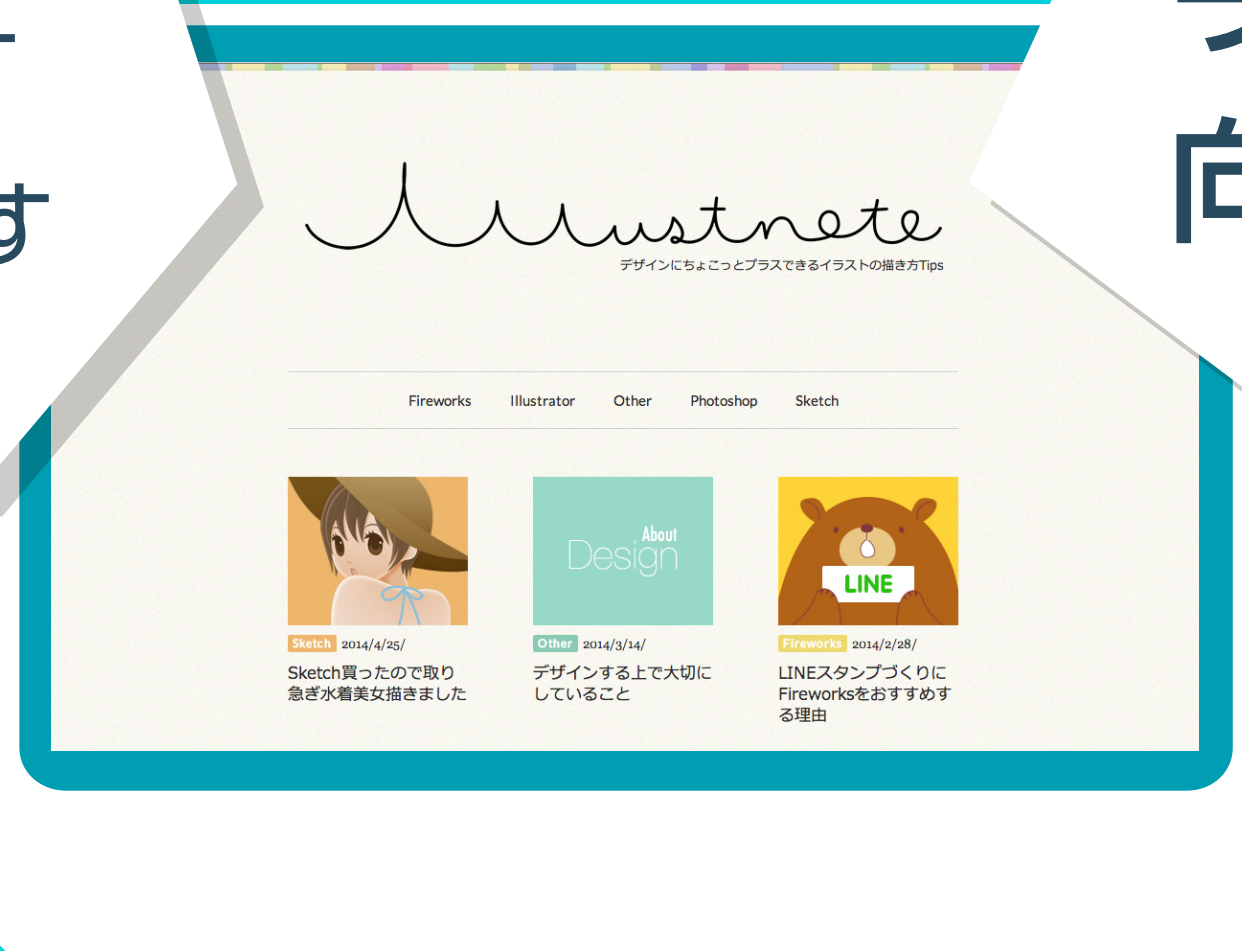 す
向
Illustnote
デザインにちょこっとプラスできるイラストの描き方Tips
Fireworks Illustrator Other Photoshop Sketch
About
Design
LINE
Sketch 2014/4/25/
Other 2014/3/14/
Fireworks 2014/2/28/
Sketch買ったので取り
急ぎ水着美女描きました
デザインする上で大切に
していること
LINEスタンプづくりに
Fireworksをおすすめす
る理由